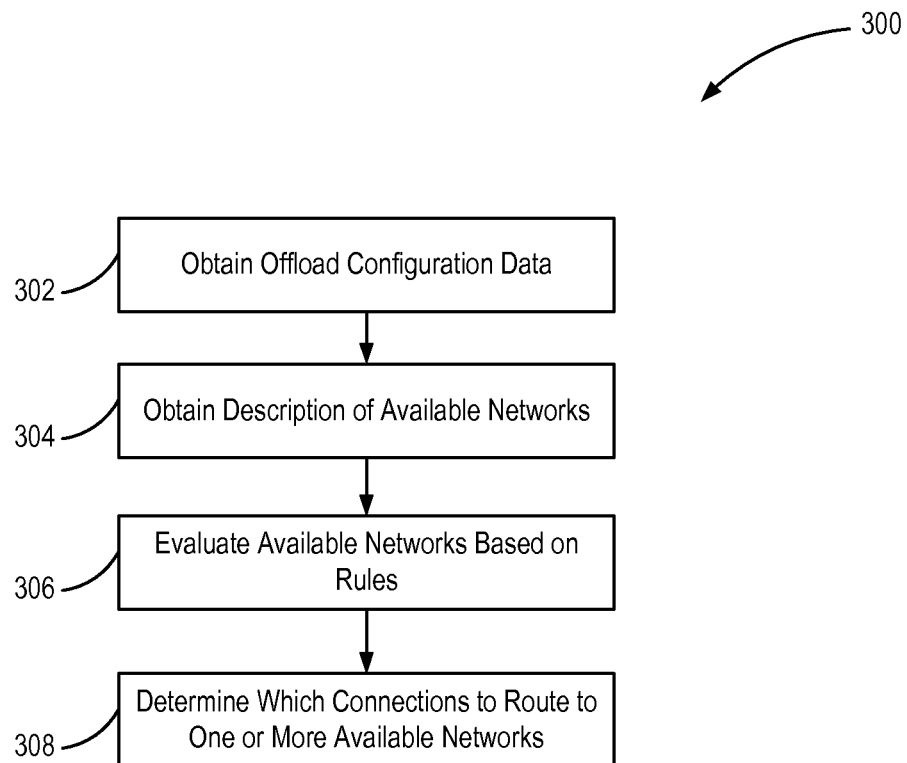 300
Obtain Offload Configuration Data
302
Obtain Description of Available Networks
304
Evaluate Available Networks Based on
Rules
306
Determine Which Connections to Route to
One or More Available Networks
308